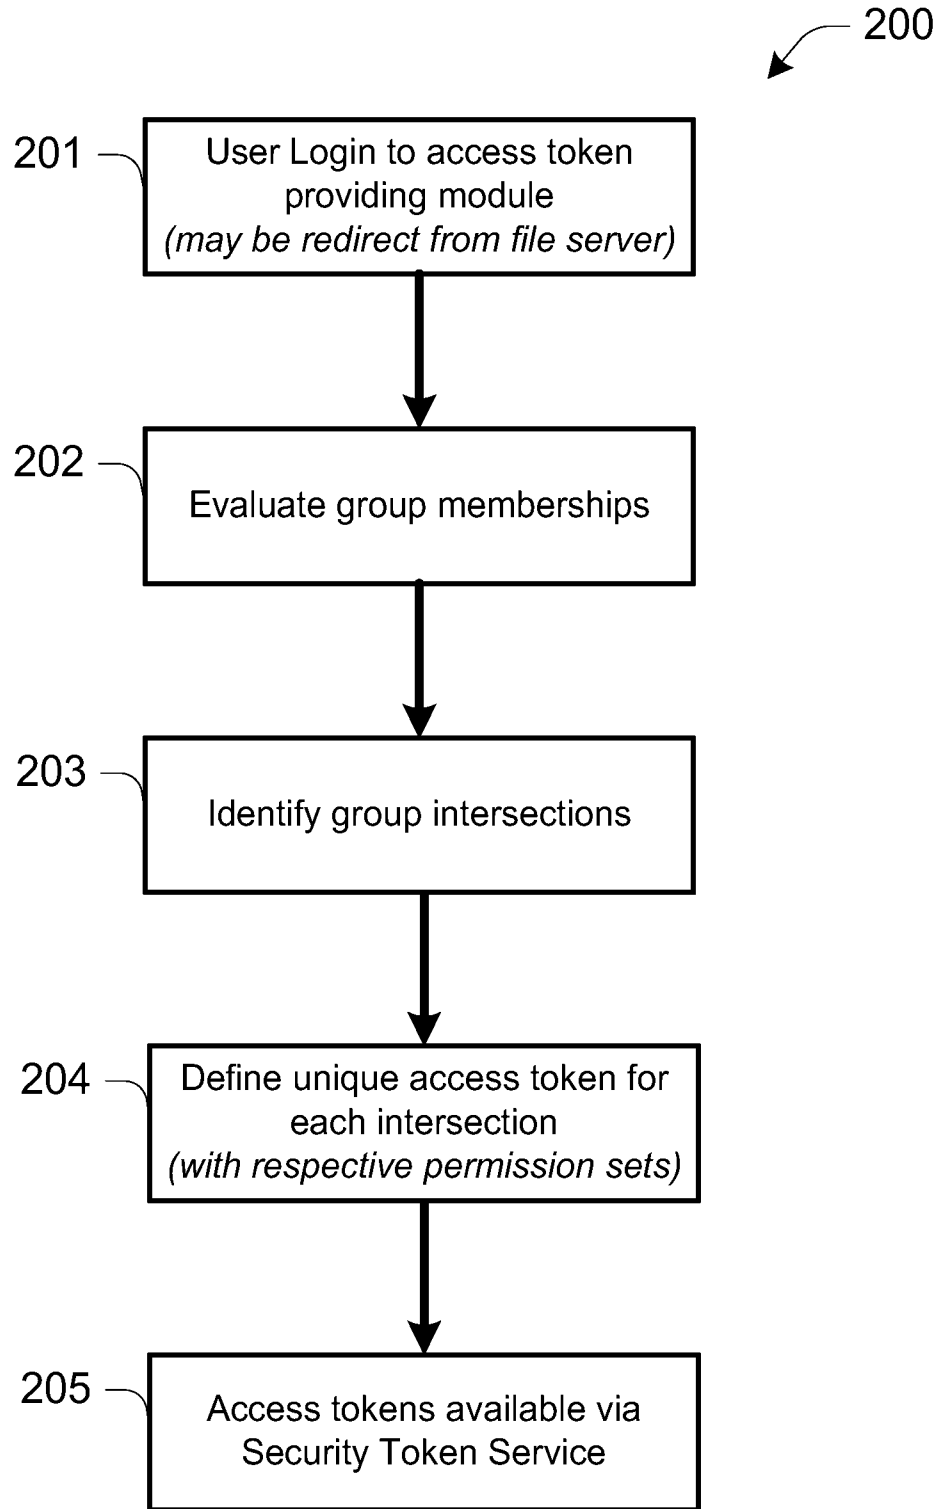 200
201
User Login to access token
providing module
(may be redirect from file server)
202
Evaluate group memberships
203
Identify group intersections
204
Define unique access token for
each intersection
(with respective permission sets)
205
Access tokens available via
Security Token Service